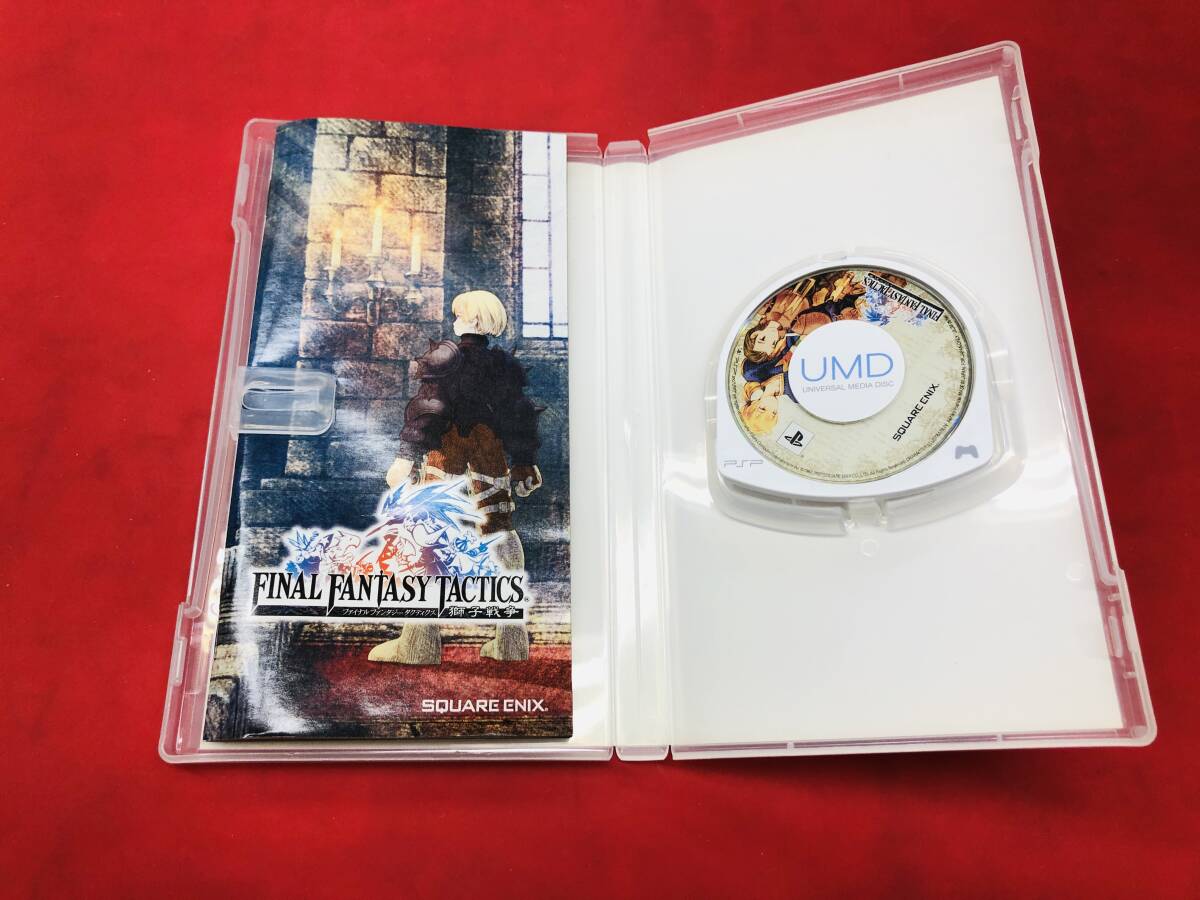 FINAL FANTASY TACTICS®
ファイナルファンタジータクティクス 獅子戦争
SQUARE ENIX®
FINAL FANTASY TACTICS
UMD
UNIVERSAL MEDIA DISC
SQUARE ENIX.
PSP